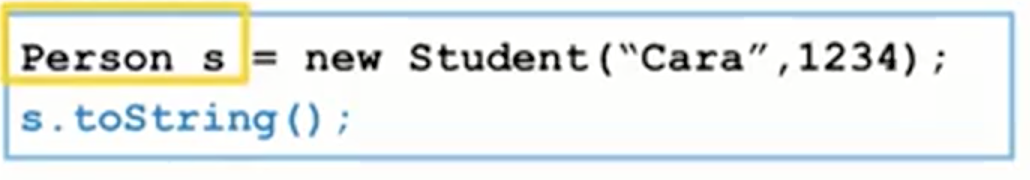 Person s = new Student(“Cara”,1234);
s.toString();